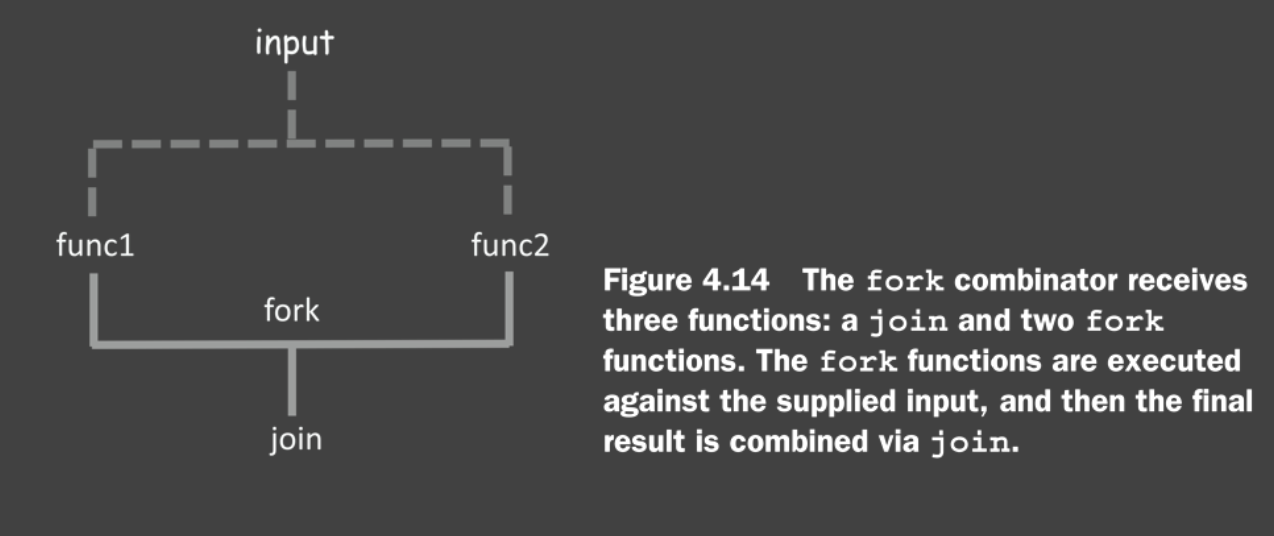 input
func1
func2
fork
join
Figure 4.14 The fork combinator receives
three functions: a join and two fork
functions. The fork functions are executed
against the supplied input, and then the final
result is combined via join.